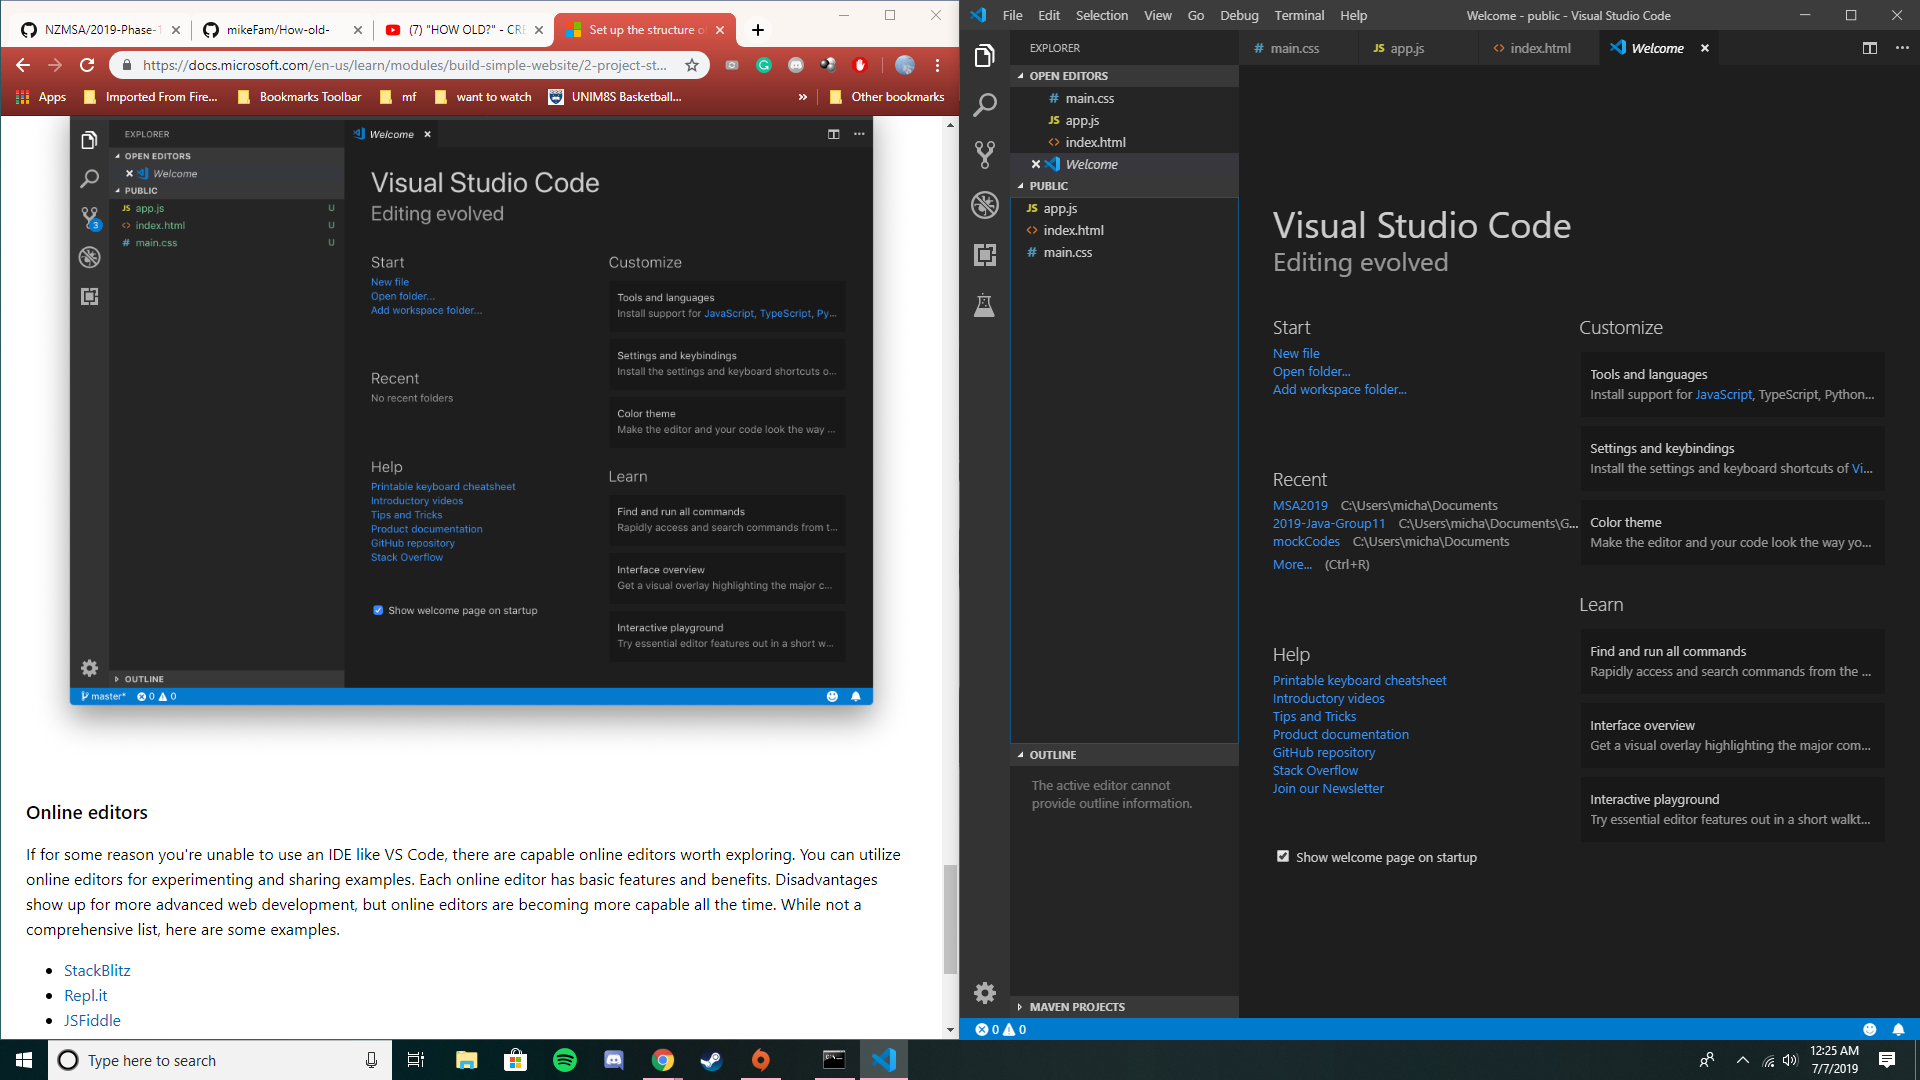 NZMSA/2019-Phase-1
mikeFam/How-old-
(7) "HOW OLD?" - CRE
Set up the structure o
https://docs.microsoft.com/en-us/learn/modules/build-simple-website/2-project-st...
Apps
Imported From Fire...
Bookmarks Toolbar
mf
want to watch
UNIM8S Basketball...
»
Other bookmarks
EXPLORER
Welcome
OPEN EDITORS
Welcome
PUBLIC
JS app.js U
<> index.html U
# main.css U
3
Visual Studio Code
Editing evolved
Start
New file
Open folder...
Add workspace folder...
Recent
No recent folders
Help
Printable keyboard cheatsheet
Introductory videos
Tips and Tricks
Product documentation
GitHub repository
Stack Overflow
Show welcome page on startup
Customize
Tools and languages
Install support for JavaScript, TypeScript, Py...
Settings and keybindings
Install the settings and keyboard shortcuts o...
Color theme
Make the editor and your code look the way ...
Learn
Find and run all commands
Rapidly access and search commands from t...
Interface overview
Get a visual overlay highlighting the major c...
Interactive playground
Try essential editor features out in a short w...
OUTLINE
master* 0 0
Online editors
If for some reason you're unable to use an IDE like VS Code, there are capable online editors worth exploring. You can utilize
online editors for experimenting and sharing examples. Each online editor has basic features and benefits. Disadvantages
show up for more advanced web development, but online editors are becoming more capable all the time. While not a
comprehensive list, here are some examples.
• StackBlitz
• Repl.it
• JSFiddle
File Edit Selection View Go Debug Terminal Help
Welcome - public - Visual Studio Code
EXPLORER
# main.css
JS app.js
<> index.html
Welcome
OPEN EDITORS
# main.css
JS app.js
<> index.html
Welcome
PUBLIC
JS app.js
<> index.html
# main.css
OUTLINE
The active editor cannot
provide outline information.
MAVEN PROJECTS
Visual Studio Code
Editing evolved
Start
New file
Open folder...
Add workspace folder...
Recent
MSA2019 C:\Users\micha\Documents
2019-Java-Group11 C:\Users\micha\Documents\G...
mockCodes C:\Users\micha\Documents
More... (Ctrl+R)
Help
Printable keyboard cheatsheet
Introductory videos
Tips and Tricks
Product documentation
GitHub repository
Stack Overflow
Join our Newsletter
Show welcome page on startup
Customize
Tools and languages
Install support for JavaScript, TypeScript, Python...
Settings and keybindings
Install the settings and keyboard shortcuts of Vi...
Color theme
Make the editor and your code look the way yo...
Learn
Find and run all commands
Rapidly access and search commands from the ...
Interface overview
Get a visual overlay highlighting the major com...
Interactive playground
Try essential editor features out in a short walkt...
0 0
Type here to search
12:25 AM
7/7/2019